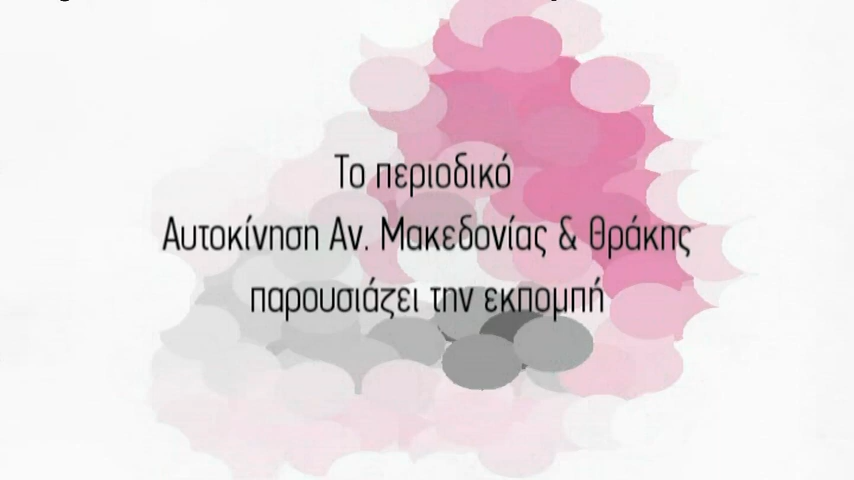 Το περιοδικό
Αυτοκίνηση Αν. Μακεδονίας & Θράκης
παρουσιάζει την εκπομπή